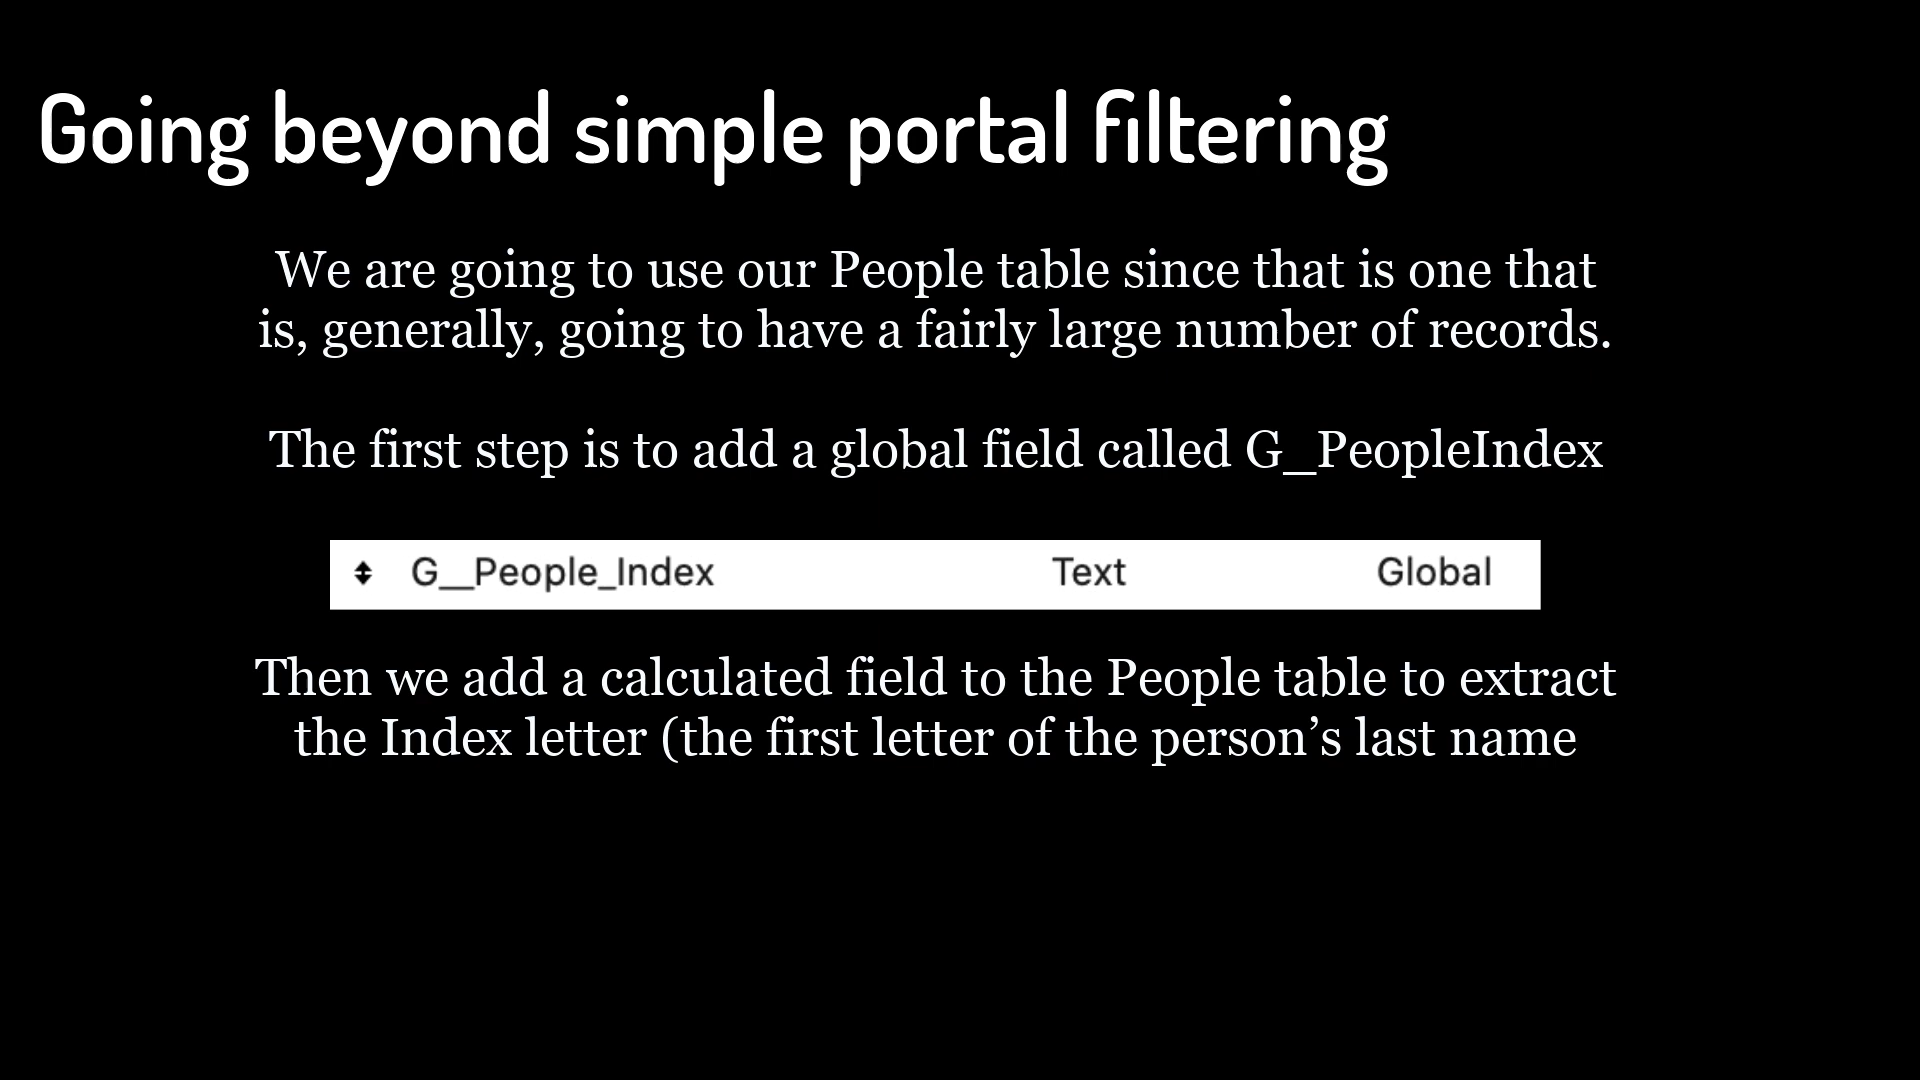 Going beyond simple portal filtering
We are going to use our People table since that is one that
is, generally, going to have a fairly large number of records.
The first step is to add a global field called G_PeopleIndex
G__People_Index Text Global
Then we add a calculated field to the People table to extract
the Index letter (the first letter of the person’s last name